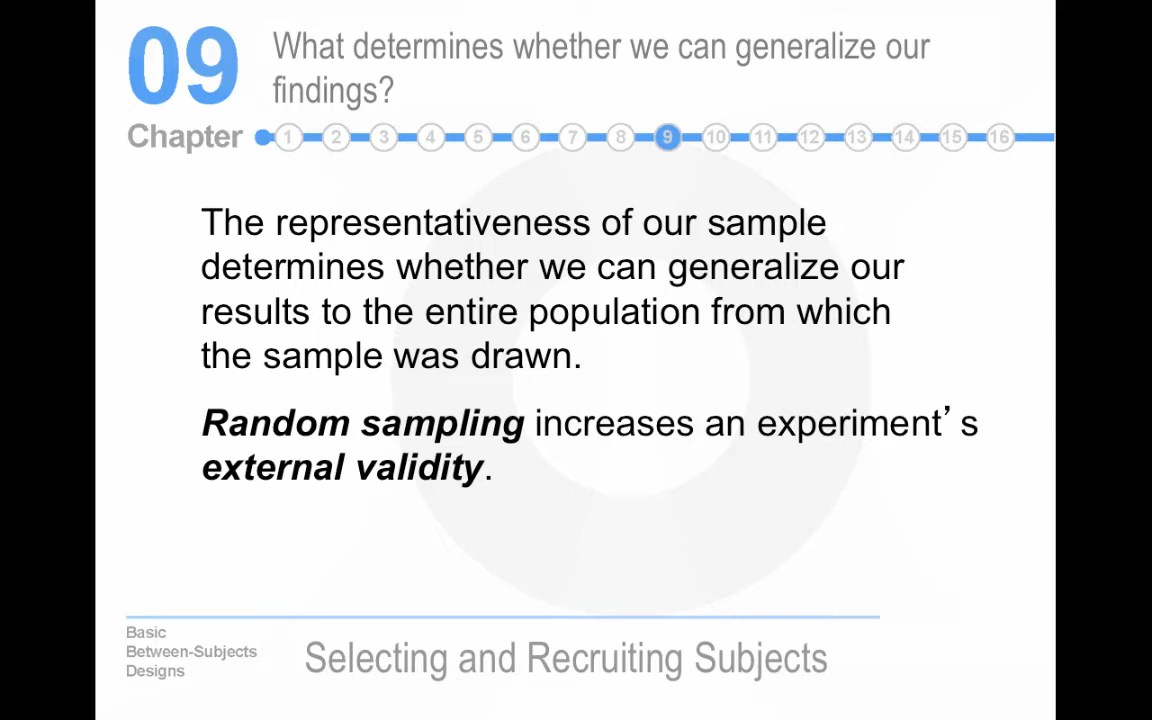 09
What determines whether we can generalize our
findings?
Chapter 1 2 3 4 5 6 7 8 9 10 11 12 13 14 15 16
The representativeness of our sample
determines whether we can generalize our
results to the entire population from which
the sample was drawn.
Random sampling increases an experiment’s
external validity.
Basic
Between-Subjects
Designs
Selecting and Recruiting Subjects